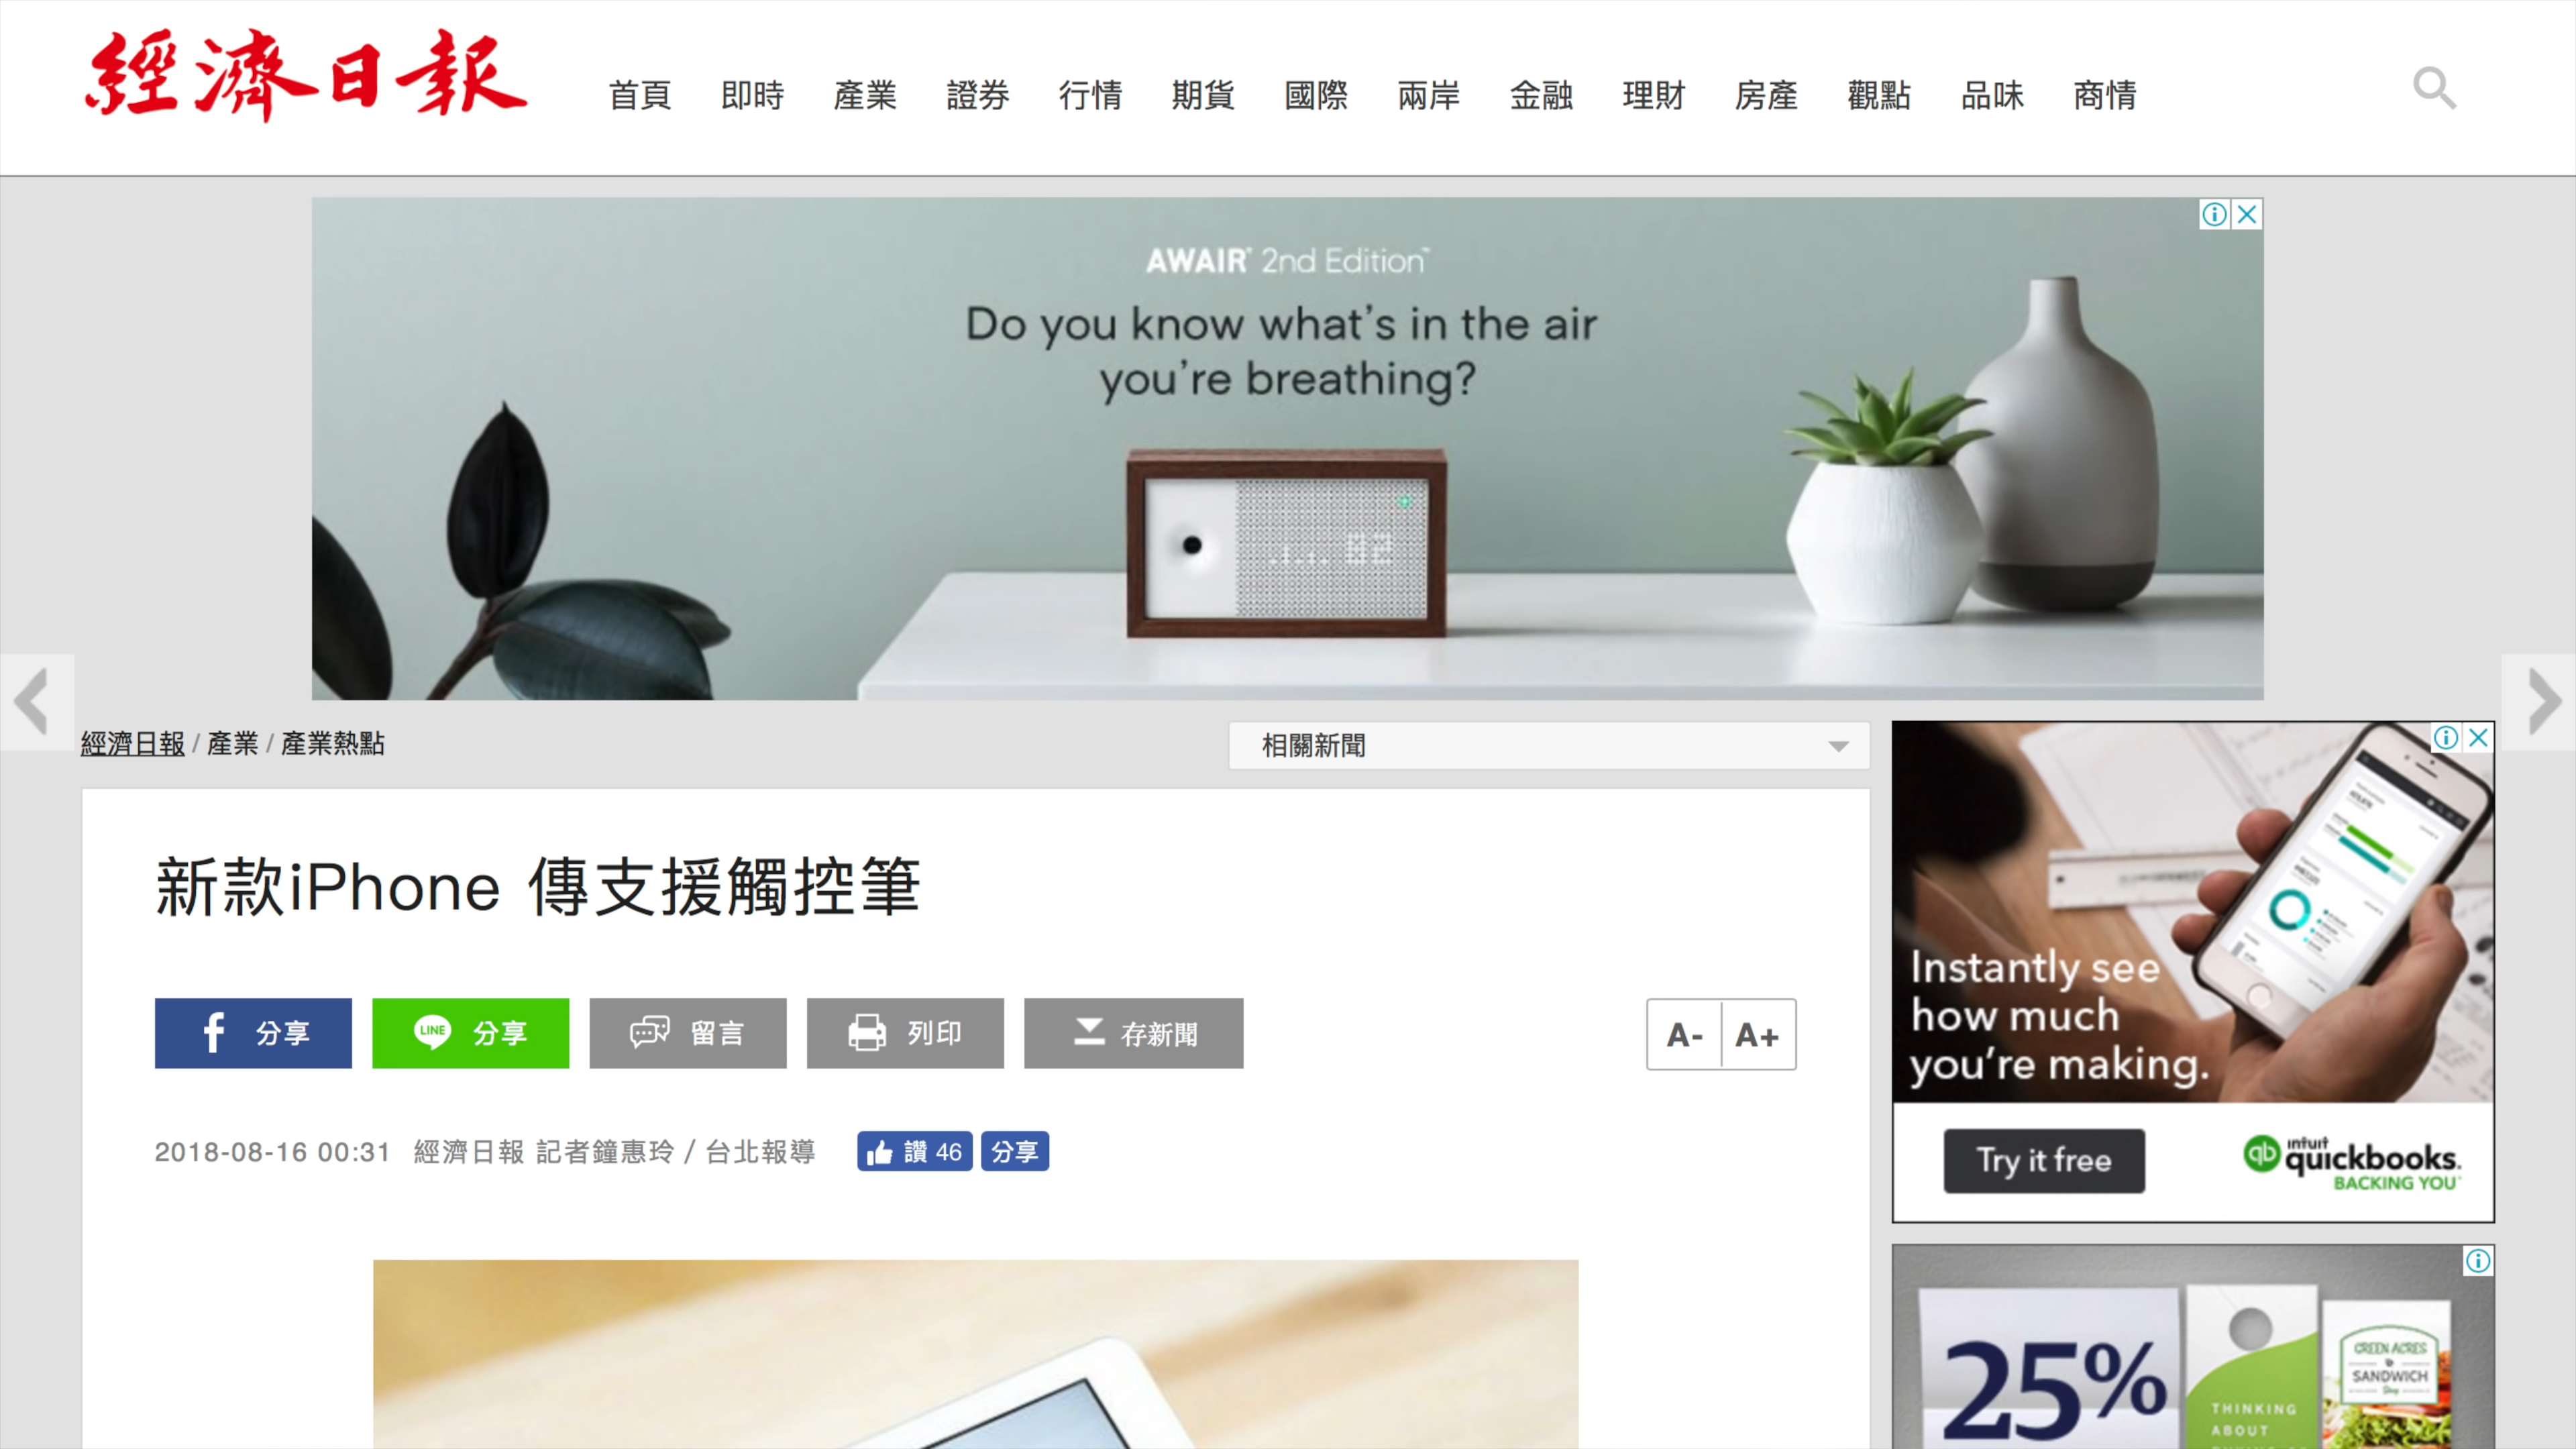 經濟日報
首頁 即時 產業 證券 行情 期貨 國際 兩岸 金融 理財 房產 觀點 品味 商情
AWAIR 2nd Edition
Do you know what's in the air
you're breathing?
經濟日報 / 產業 / 產業熱點
相關新聞
新款iPhone 傳支援觸控筆
f 分享
LINE 分享
留言
列印
存新聞
A- A+
2018-08-16 00:31 經濟日報 記者鐘惠玲 / 台北報導
讚 46 分享
Instantly see
how much
you're making.
Try it free
intuit
qb quickbooks.
BACKING YOU
25%
THINKING
ABOUT
GREEN ACRES
&
SANDWICH
Shop